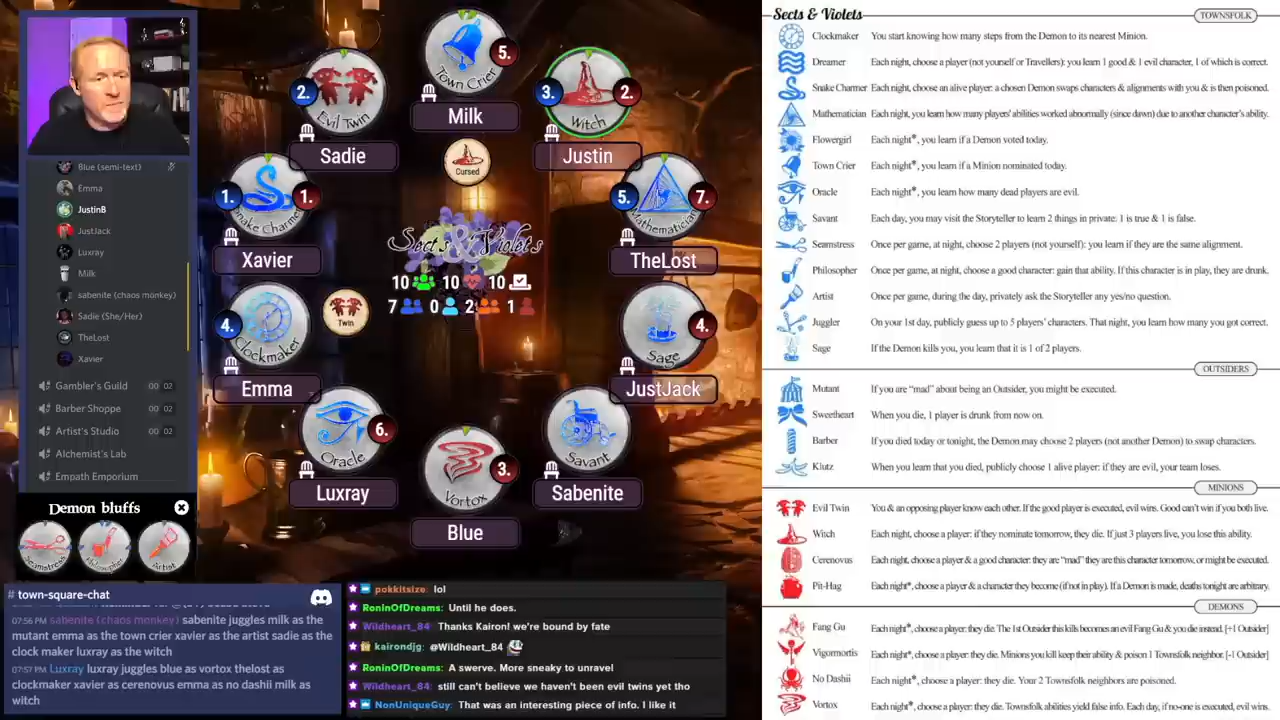 Blue (semi-text)
Emma
JustinB
JustJack
Luxray
Milk
sabenite (chaos monkey)
Sadie (She/Her)
TheLost
Xavier
Gambler's Guild 00 02
Barber Shoppe 00 02
Artist's Studio 00 02
Alchemist's Lab
Empath Emporium
Demon bluffs
Seamstress
Artist
# town-square-chat
07:56 PM sabenite (chaos monkey) sabenite juggles milk as the
mutant emma as the town crier xavier as the artist sadie as the
clock maker luxray as the witch
07:57 PM Luxray luxray juggles blue as vortox thelost as
clockmaker xavier as cerenovus emma as no dashii milk as
witch
Town Crier
5.
Milk
2.
Evil Twin
Sadie
3.
Witch
2.
Justin
Cursed
1.
Snake Charmer
1.
Xavier
5.
Mathematician
7.
TheLost
Sects & Violets
10 10 10
7 0 2 1
4.
Clockmaker
Emma
Twin
Sage
4.
JustJack
Oracle
6.
Luxray
Vortox
3.
Blue
Savant
Sabenite
pokkitsize: lol
RoninOfDreams: Until he does.
Wildheart_84: Thanks Kairon! we're bound by fate
kairondjg: @Wildheart_84
RoninOfDreams: A swerve. More sneaky to unravel
Wildheart_84: still can't believe we haven't been evil twins yet tho
NonUniqueGuy: That was an interesting piece of info. I like it
Sects & Violets
TOWNSFOLK
Clockmaker You start knowing how many steps from the Demon to its nearest Minion.
Dreamer Each night, choose a player (not yourself or Travellers): you learn 1 good & 1 evil character, 1 of which is correct.
Snake Charmer Each night, choose an alive player: a chosen Demon swaps characters & alignments with you & is then poisoned.
Mathematician Each night, you learn how many players' abilities worked abnormally (since dawn) due to another character's ability.
Flowergirl Each night*, you learn if a Demon voted today.
Town Crier Each night*, you learn if a Minion nominated today.
Oracle Each night*, you learn how many dead players are evil.
Savant Each day, you may visit the Storyteller to learn 2 things in private. 1 is true & 1 is false.
Seamstress Once per game, at night, choose 2 players (not yourself): you learn if they are the same alignment.
Philosopher Once per game, at night, choose a good character: gain that ability. If this character is in play, they are drunk.
Artist Once per game, during the day, privately ask the Storyteller any yes/no question.
Juggler On your 1st day, publicly guess up to 5 players' characters. That night, you learn how many you got correct.
Sage If the Demon kills you, you learn that it is 1 of 2 players.
OUTSIDERS
Mutant If you are "mad" about being an Outsider, you might be executed.
Sweetheart When you die, 1 player is drunk from now on.
Barber If you died today or tonight, the Demon may choose 2 players (not another Demon) to swap characters.
Klutz When you learn that you died, publicly choose 1 alive player: if they are evil, your team loses.
MINIONS
Evil Twin You & an opposing player know each other. If the good player is executed, evil wins. Good can't win if you both live.
Witch Each night, choose a player: if they nominate tomorrow, they die. If just 3 players live, you lose this ability.
Cerenovus Each night, choose a player & a good character: they are "mad" they are this character tomorrow, or might be executed.
Pit-Hag Each night*, choose a player & a character they become (if not in play). If a Demon is made, deaths tonight are arbitrary.
DEMONS
Fang Gu Each night*, choose a player: they die. The 1st Outsider this kills becomes an evil Fang Gu & you die instead. [+1 Outsider]
Vigormortis Each night*, choose a player: they die. Minions you kill keep their ability & poison 1 Townsfolk neighbor. [-1 Outsider]
No Dashii Each night*, choose a player: they die. Your 2 Townsfolk neighbors are poisoned.
Vortox Each night*, choose a player: they die. Townsfolk abilities yield false info. Each day, if no-one is executed, evil wins.